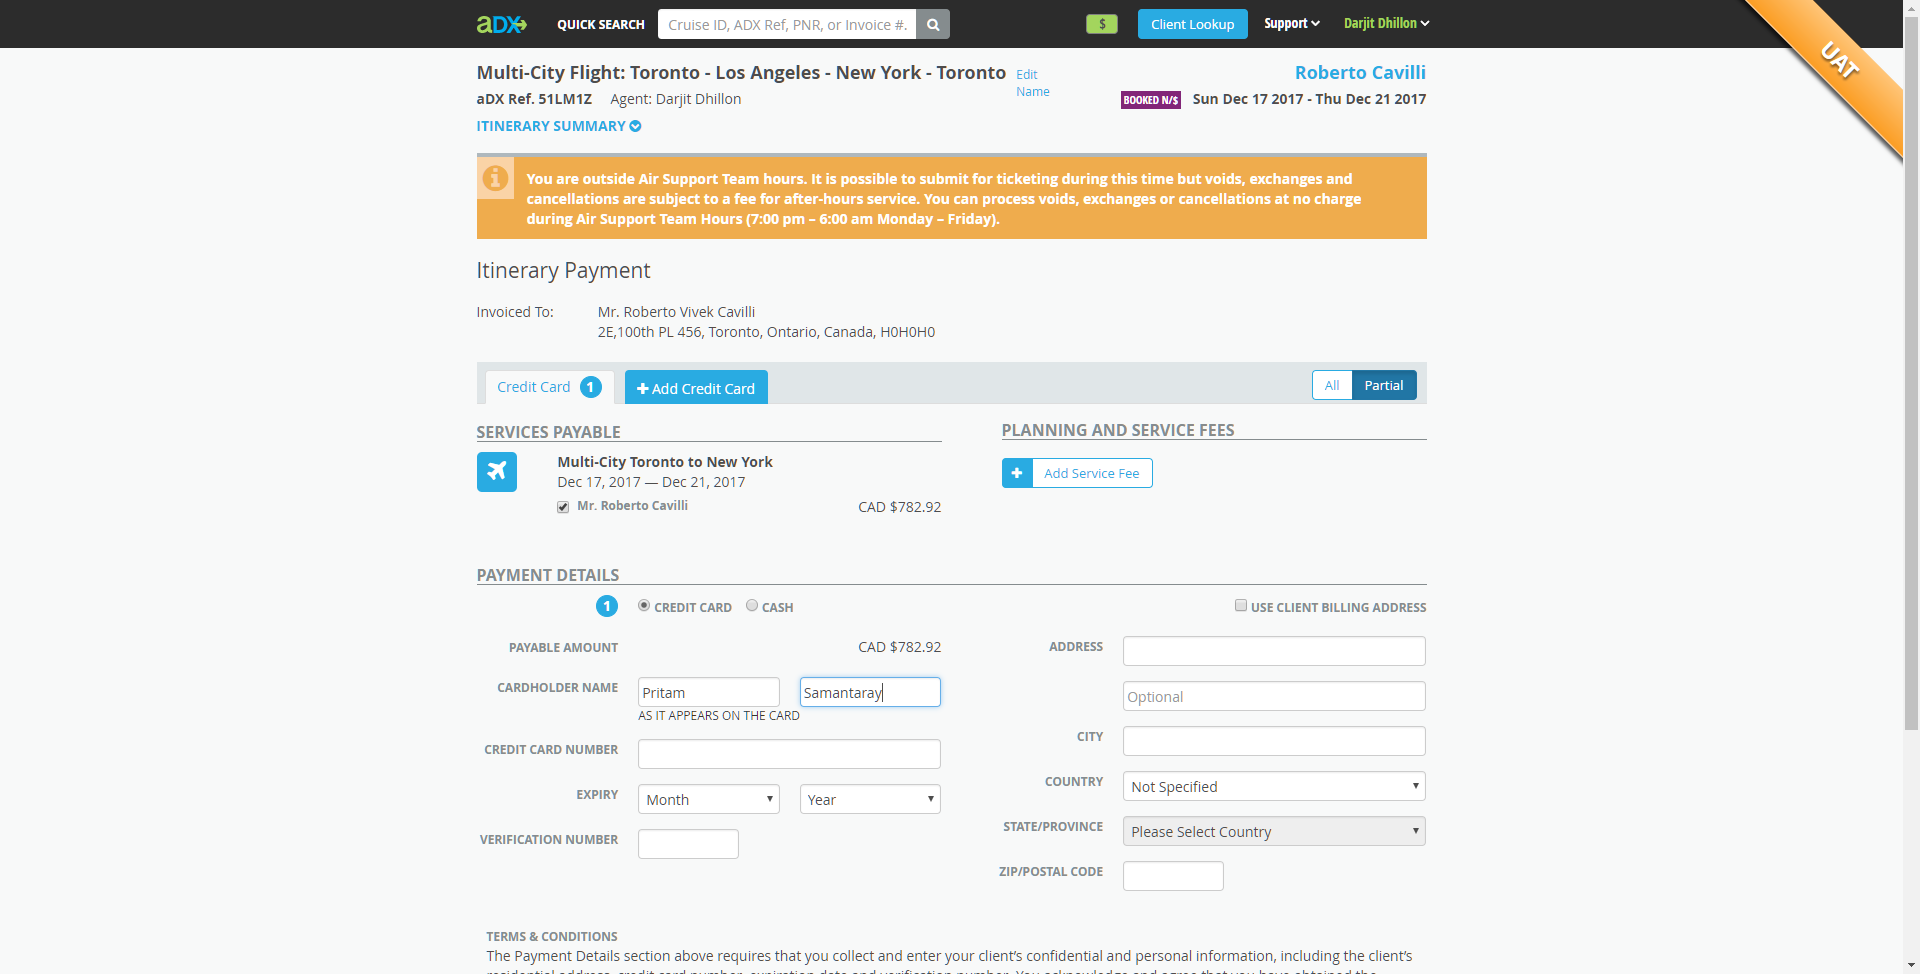 aDX QUICK SEARCH Cruise ID, ADX Ref, PNR, or Invoice #. $ Client Lookup Support Darjit Dhillon
UAT
Multi-City Flight: Toronto - Los Angeles - New York - Toronto Edit Name Roberto Cavilli
aDX Ref. 51LM1Z Agent: Darjit Dhillon BOOKED N/$ Sun Dec 17 2017 - Thu Dec 21 2017
ITINERARY SUMMARY
You are outside Air Support Team hours. It is possible to submit for ticketing during this time but voids, exchanges and
cancellations are subject to a fee for after-hours service. You can process voids, exchanges or cancellations at no charge
during Air Support Team Hours (7:00 pm – 6:00 am Monday – Friday).
Itinerary Payment
Invoiced To: Mr. Roberto Vivek Cavilli
2E,100th PL 456, Toronto, Ontario, Canada, H0H0H0
Credit Card 1 + Add Credit Card All Partial
SERVICES PAYABLE PLANNING AND SERVICE FEES
Multi-City Toronto to New York
Dec 17, 2017 — Dec 21, 2017 + Add Service Fee
Mr. Roberto Cavilli CAD $782.92
PAYMENT DETAILS
1 CREDIT CARD CASH USE CLIENT BILLING ADDRESS
PAYABLE AMOUNT CAD $782.92 ADDRESS
CARDHOLDER NAME Pritam Samantaray Optional
AS IT APPEARS ON THE CARD
CREDIT CARD NUMBER CITY
EXPIRY Month Year COUNTRY Not Specified
VERIFICATION NUMBER STATE/PROVINCE Please Select Country
ZIP/POSTAL CODE
TERMS & CONDITIONS
The Payment Details section above requires that you collect and enter your client's confidential and personal information, including the client's